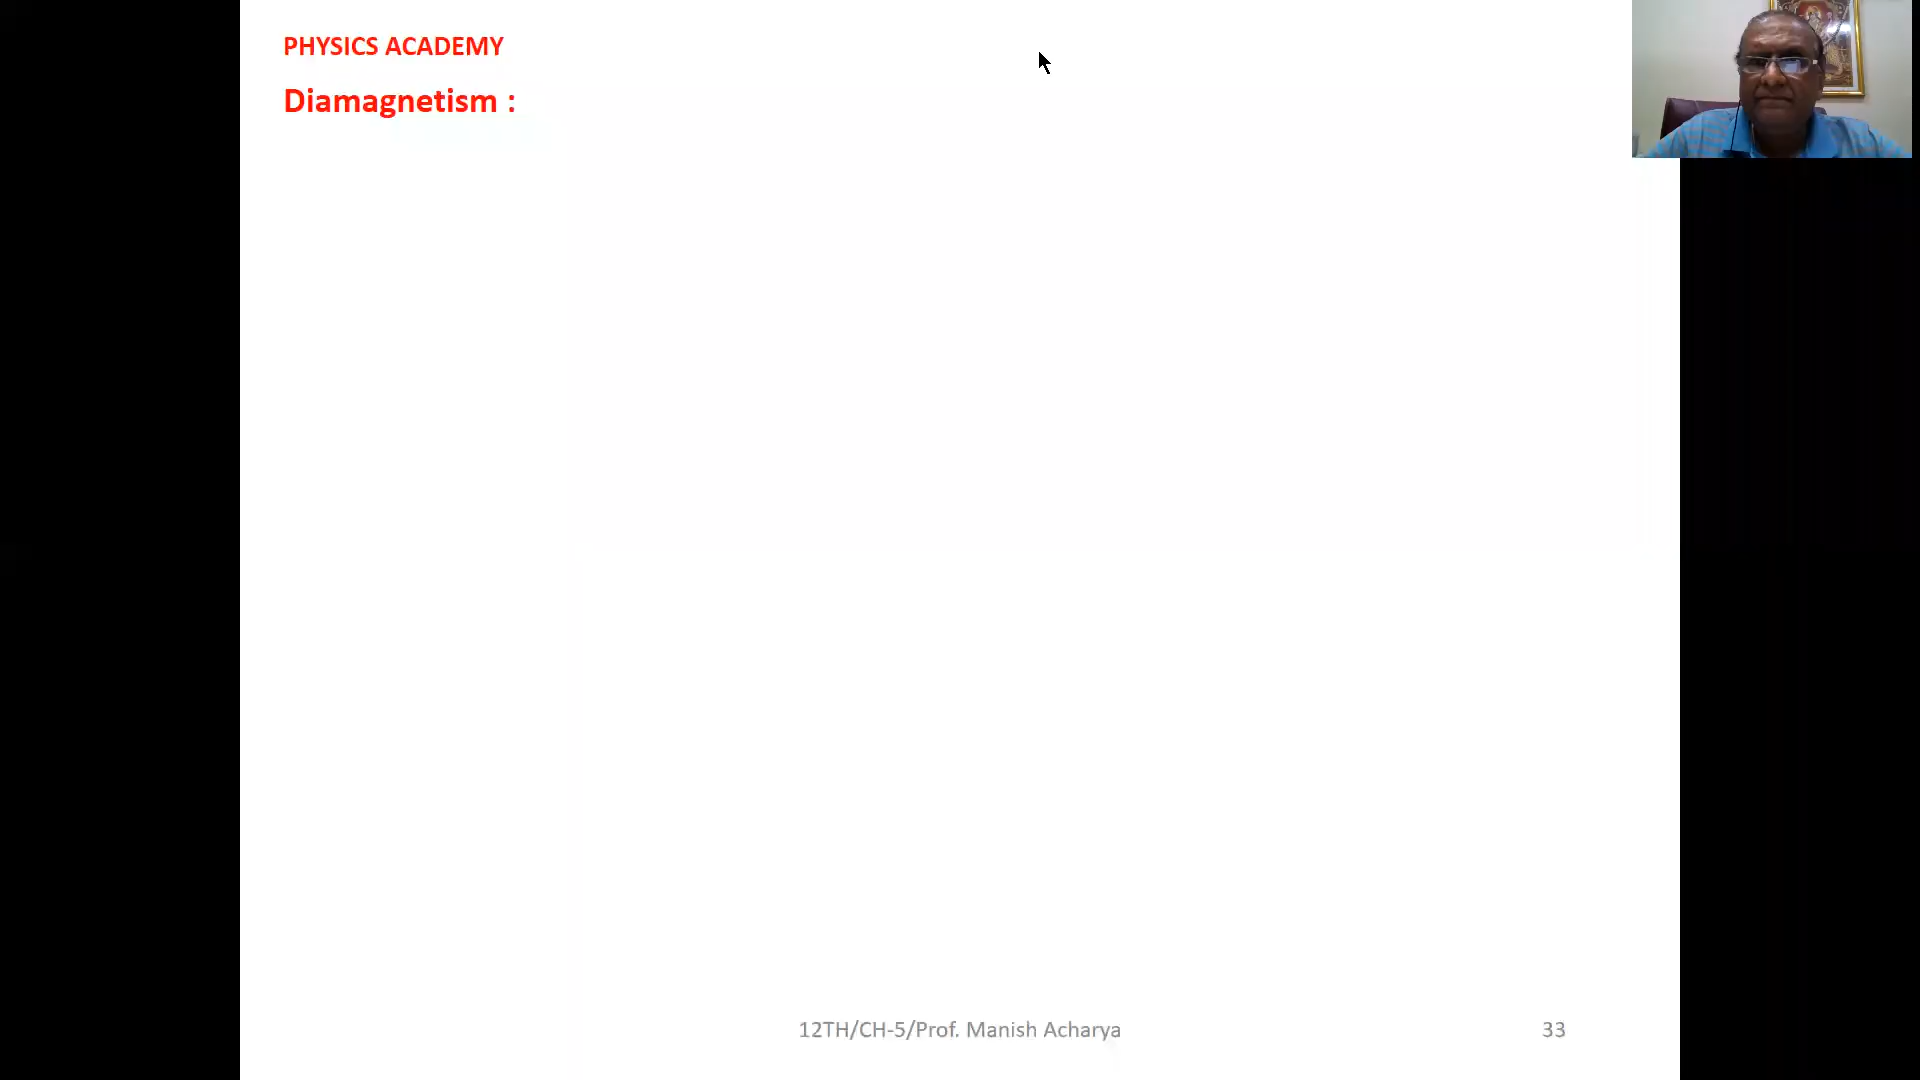 PHYSICS ACADEMY
Diamagnetism :
12TH/CH-5/Prof. Manish Acharya
33